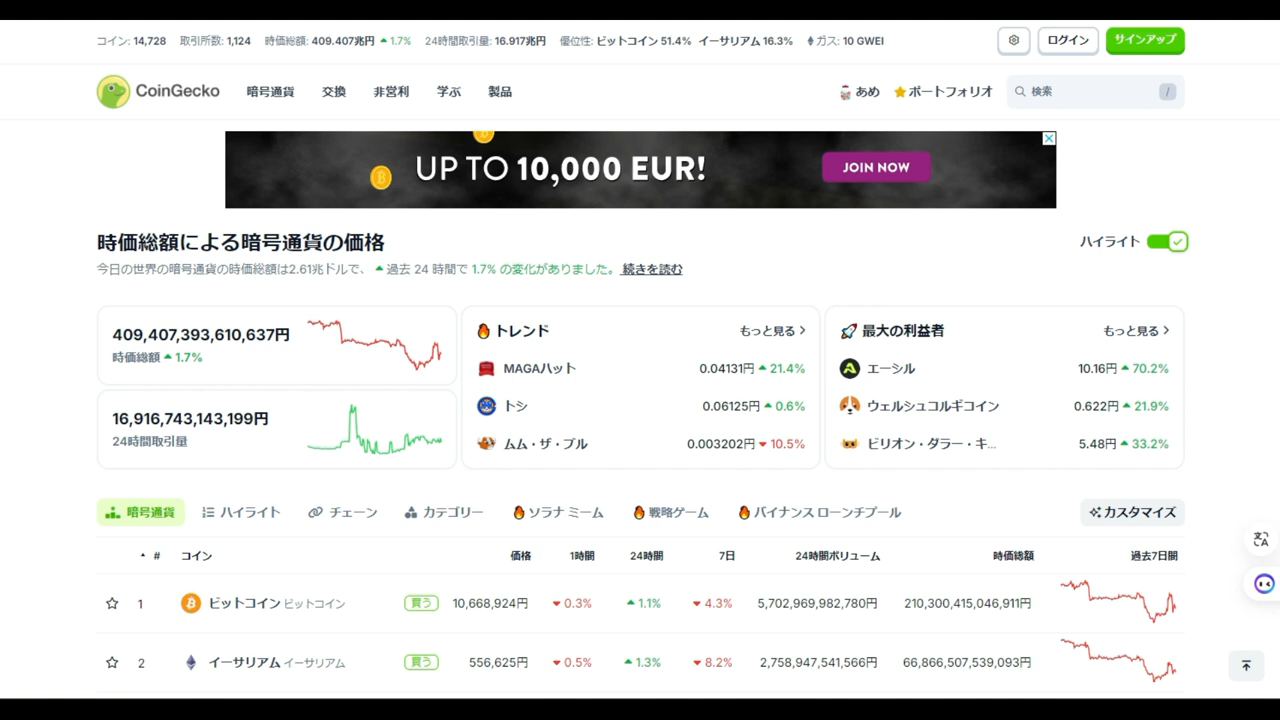 コイン: 14,728 取引所数: 1,124 時価総額: 409.407兆円 ▲ 1.7% 24時間取引量: 16.917兆円 優位性: ビットコイン 51.4% イーサリアム 16.3% ガス: 10 GWEI ログイン サインアップ
CoinGecko 暗号通貨 交換 非営利 学ぶ 製品 あめ ポートフォリオ 検索 /
UP TO 10,000 EUR! JOIN NOW
時価総額による暗号通貨の価格 ハイライト
今日の世界の暗号通貨の時価総額は2.61兆ドルで、 ▲ 過去 24 時間で 1.7% の変化がありました。 続きを読む
409,407,393,610,637円
時価総額 ▲ 1.7%
16,916,743,143,199円
24時間取引量
トレンド もっと見る
MAGAハット 0.04131円 ▲ 21.4%
トシ 0.06125円 ▲ 0.6%
ムム・ザ・ブル 0.003202円 ▼ 10.5%
最大の利益者 もっと見る
エーシル 10.16円 ▲ 70.2%
ウェルシュコルギコイン 0.622円 ▲ 21.9%
ビリオン・ダラー・キ... 5.48円 ▲ 33.2%
暗号通貨 ハイライト チェーン カテゴリー ソラナ ミーム 戦略ゲーム バイナンス ローンチプール カスタマイズ
▲ # コイン 価格 1時間 24時間 7日 24時間ボリューム 時価総額 過去7日間
1 ビットコイン ビットコイン 買う 10,668,924円 ▼ 0.3% ▲ 1.1% ▼ 4.3% 5,702,969,982,780円 210,300,415,046,911円
2 イーサリアム イーサリアム 買う 556,625円 ▼ 0.5% ▲ 1.3% ▼ 8.2% 2,758,947,541,566円 66,866,507,539,093円